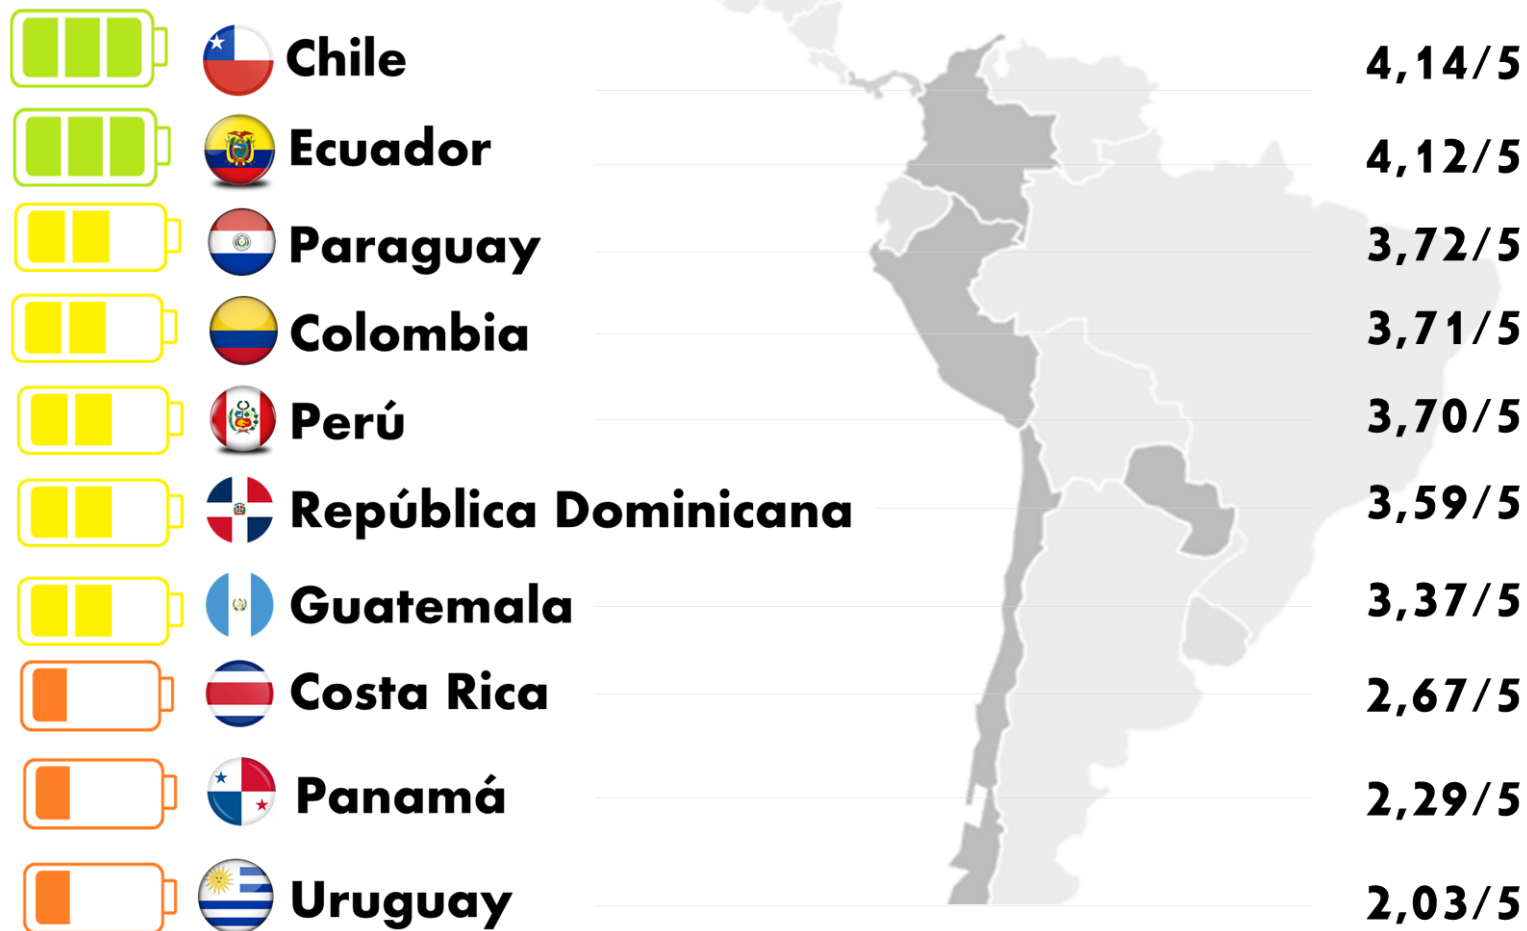 Chile 4,14/5
Ecuador 4,12/5
Paraguay 3,72/5
Colombia 3,71/5
Perú 3,70/5
República Dominicana 3,59/5
Guatemala 3,37/5
Costa Rica 2,67/5
Panamá 2,29/5
Uruguay 2,03/5